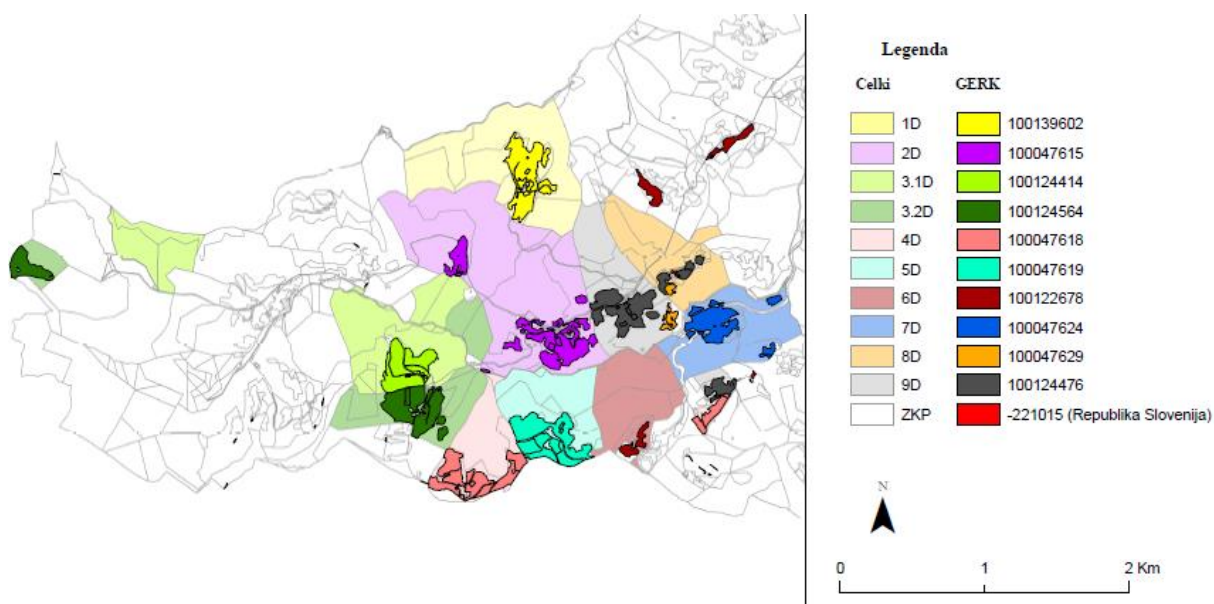 Legenda
Celki GERK
1D 100139602
2D 100047615
3.1D 100124414
3.2D 100124564
4D 100047618
5D 100047619
6D 100122678
7D 100047624
8D 100047629
9D 100124476
ZKP -221015 (Republika Slovenija)
N
0 1 2 Km